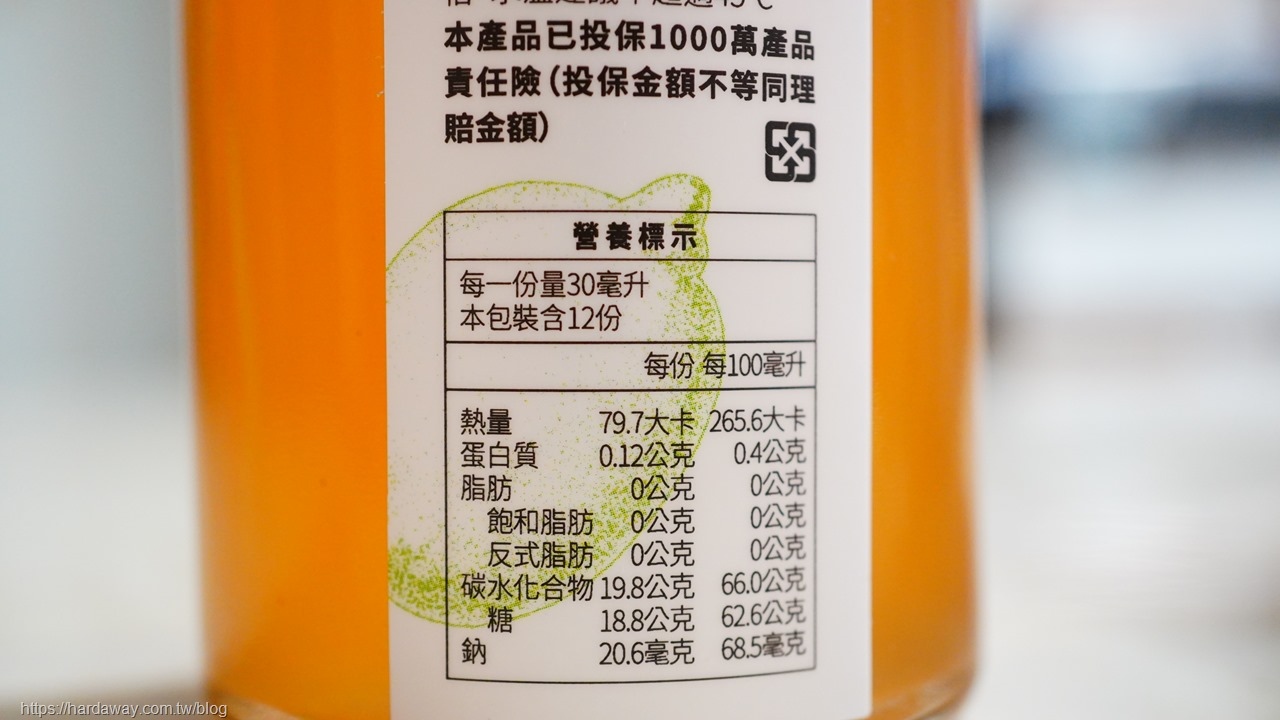 本產品已投保1000萬產品
責任險(投保金額不等同理
賠金額)
營養標示
每一份量30毫升
本包裝含12份
每份 每100毫升
熱量 79.7大卡 265.6大卡
蛋白質 0.12公克 0.4公克
脂肪 0公克 0公克
飽和脂肪 0公克 0公克
反式脂肪 0公克 0公克
碳水化合物 19.8公克 66.0公克
糖 18.8公克 62.6公克
鈉 20.6毫克 68.5毫克
https://hardaway.com.tw/blog